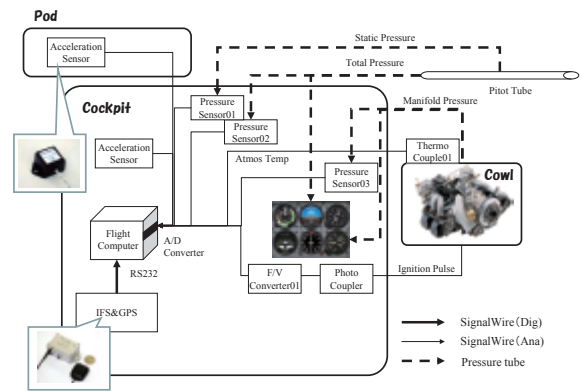 Pod
Acceleration
Sensor
Static Pressure
Total Pressure
Pitot Tube
Cockpit
Pressure
Sensor01
Pressure
Sensor02
Manifold Pressure
Acceleration
Sensor
Atmos Temp
Thermo
Couple01
Pressure
Sensor03
Cowl
Flight
Computer
A/D
Converter
RS232
F/V
Converter01
Photo
Coupler
Ignition Pulse
IFS&GPS
SignalWire(Dig)
SignalWire(Ana)
Pressure tube